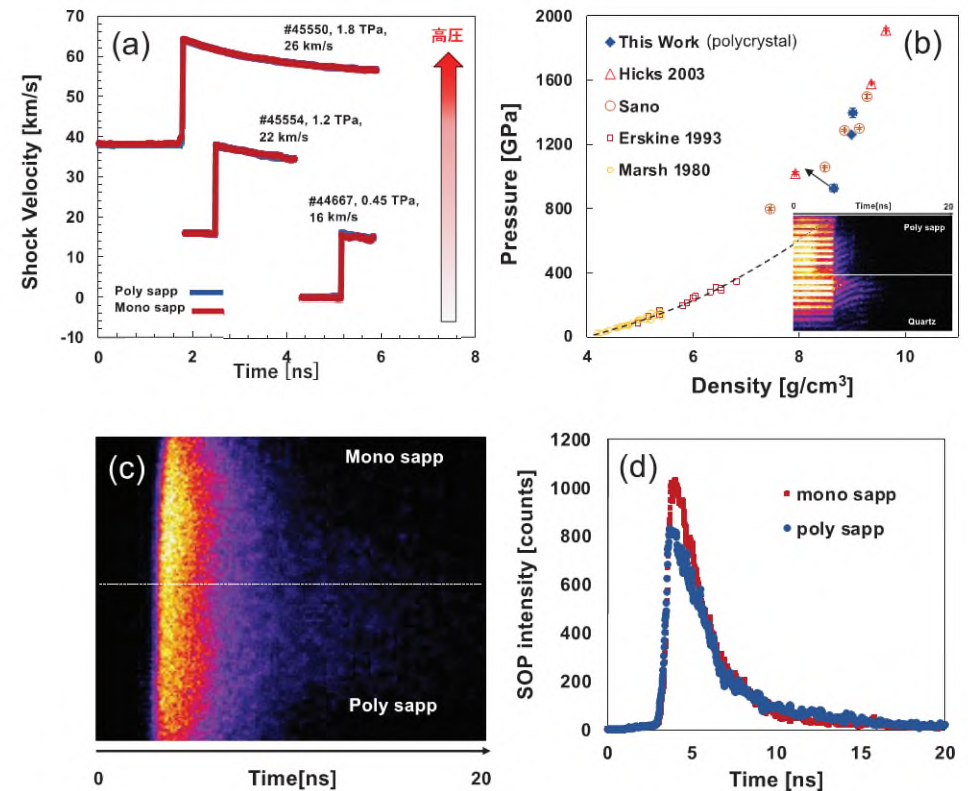 (a)
Shock Velocity [km/s]
70
60
50
40
30
20
10
0
-10
#45550, 1.8 TPa,
26 km/s
#45554, 1.2 TPa,
22 km/s
#44667, 0.45 TPa,
16 km/s
高圧
Poly sapp
Mono sapp
0 2 4 6 8
Time [ns]
(b)
Pressure [GPa]
2000
1600
1200
800
400
0
This Work (polycrystal)
Hicks 2003
Sano
Erskine 1993
Marsh 1980
0 Time[ns] 20
Poly sapp
Quartz
4 6 8 10
Density [g/cm³]
(c)
Mono sapp
Poly sapp
0 Time[ns] 20
(d)
SOP intensity [counts]
1200
1000
800
600
400
200
0
mono sapp
poly sapp
0 5 10 15 20
Time [ns]